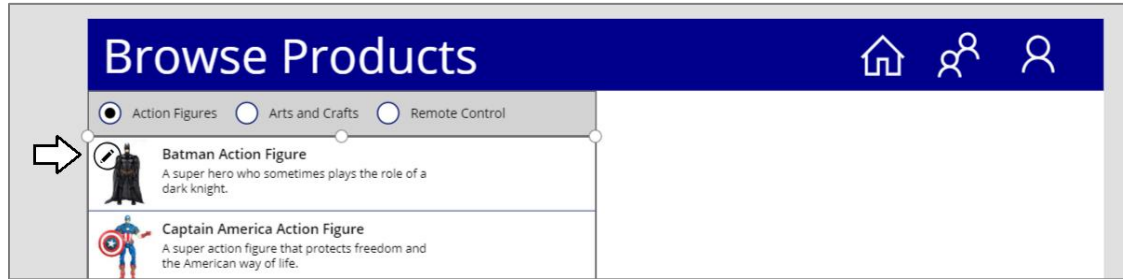 Browse Products
Action Figures Arts and Crafts Remote Control
Batman Action Figure
A super hero who sometimes plays the role of a
dark knight.
Captain America Action Figure
A super action figure that protects freedom and
the American way of life.